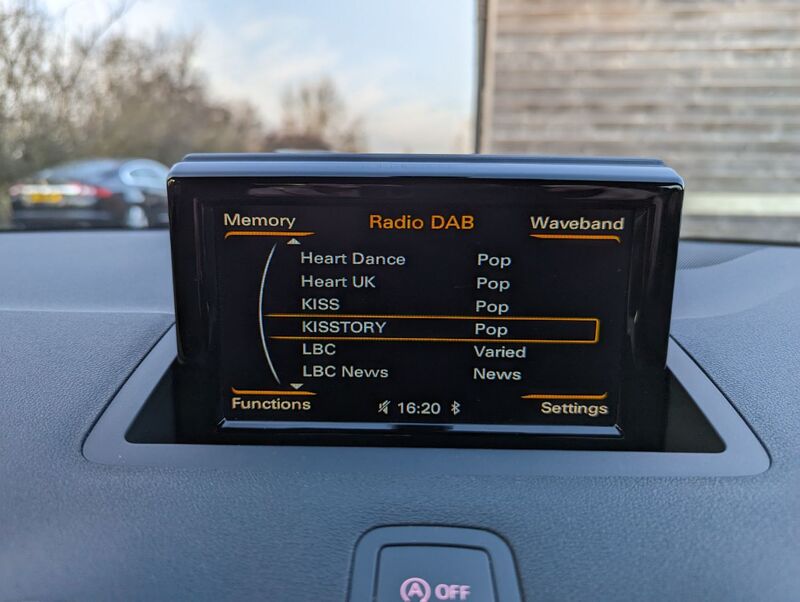 Memory Radio DAB Waveband
Heart Dance Pop
Heart UK Pop
KISS Pop
KISSTORY Pop
LBC Varied
LBC News News
Functions 16:20 Settings
A OFF